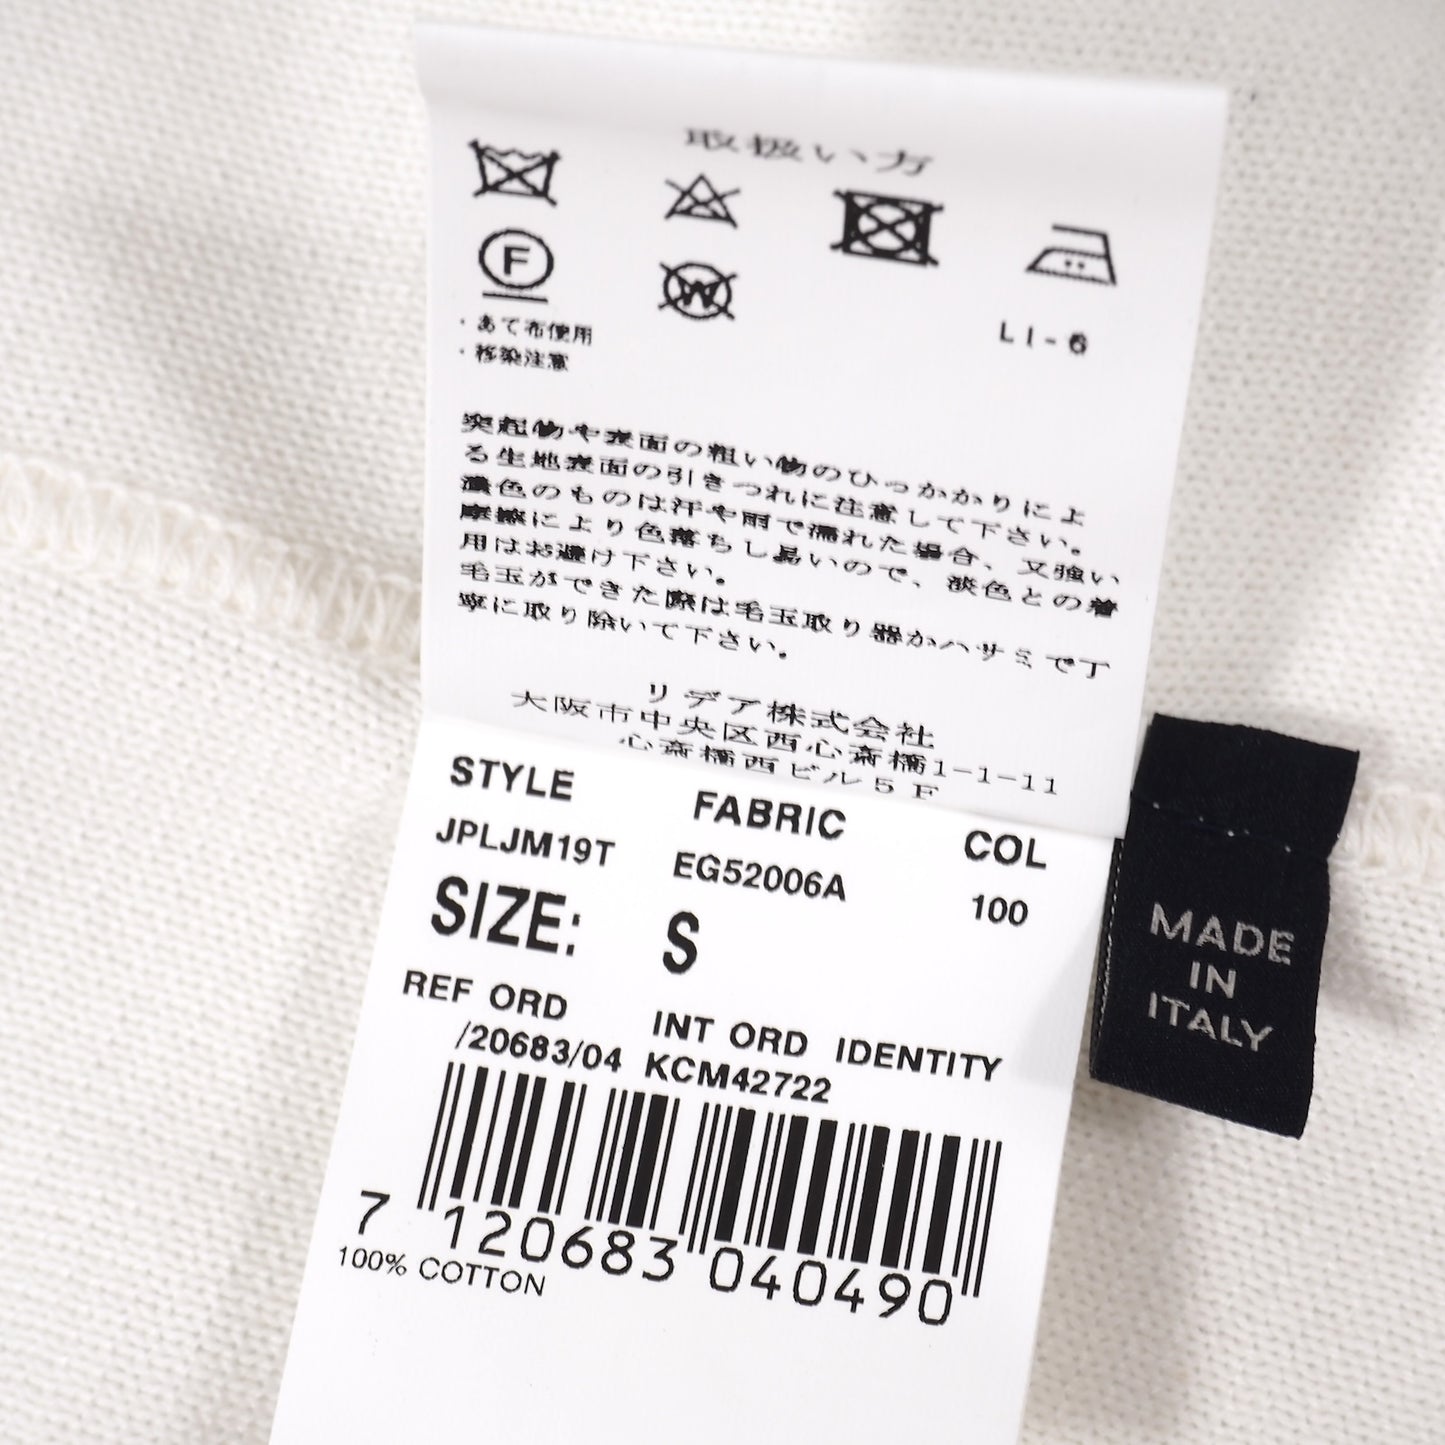 取扱い方
F
W
・あて布使用
・移染注意
LI-6
突起物や表面の粗い物のひっかかりによ
る生地表面の引きつれに注意して下さい。
濃色のものは汗や雨で濡れた場合、又強い
摩擦により色落ちし易いので、淡色との着
用はお避け下さい。
毛玉ができた際は毛玉取り器かハサミで丁
寧に取り除いて下さい。
リデア株式会社
大阪市中央区西心斎橋1-1-11
心斎橋西ビル5F
STYLE FABRIC COL
JPLJM19T EG52006A 100
SIZE: S
REF ORD INT ORD IDENTITY
/20683/04 KCM42722
7 120683 040490
100% COTTON
MADE
IN
ITALY